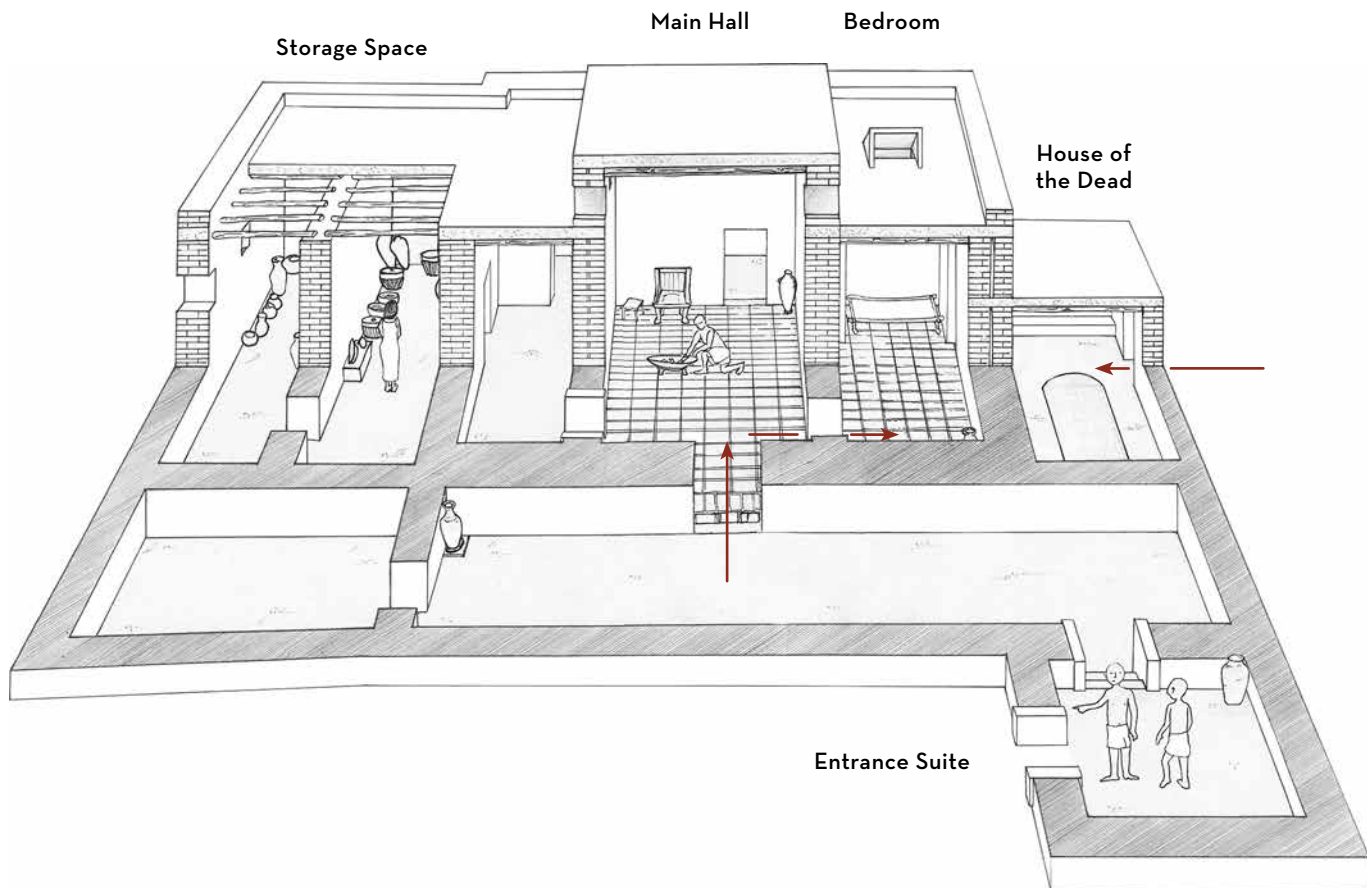 Main Hall
Bedroom
Storage Space
House of
the Dead
Entrance Suite